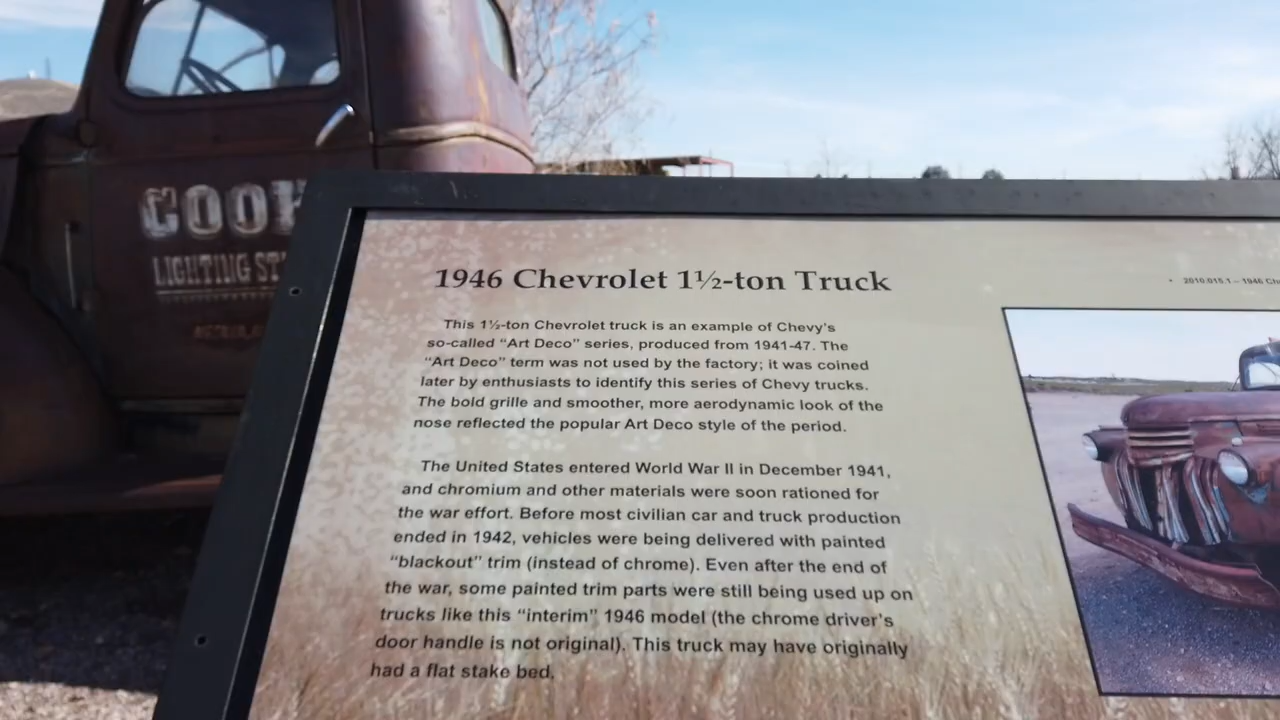 COOK
LIGHTING ST
1946 Chevrolet 1½-ton Truck
2010.015.1 – 1946 Ch
This 1½-ton Chevrolet truck is an example of Chevy's
so-called “Art Deco” series, produced from 1941-47. The
“Art Deco” term was not used by the factory; it was coined
later by enthusiasts to identify this series of Chevy trucks.
The bold grille and smoother, more aerodynamic look of the
nose reflected the popular Art Deco style of the period.
The United States entered World War II in December 1941,
and chromium and other materials were soon rationed for
the war effort. Before most civilian car and truck production
ended in 1942, vehicles were being delivered with painted
“blackout” trim (instead of chrome). Even after the end of
the war, some painted trim parts were still being used up on
trucks like this “interim” 1946 model (the chrome driver's
door handle is not original). This truck may have originally
had a flat stake bed.